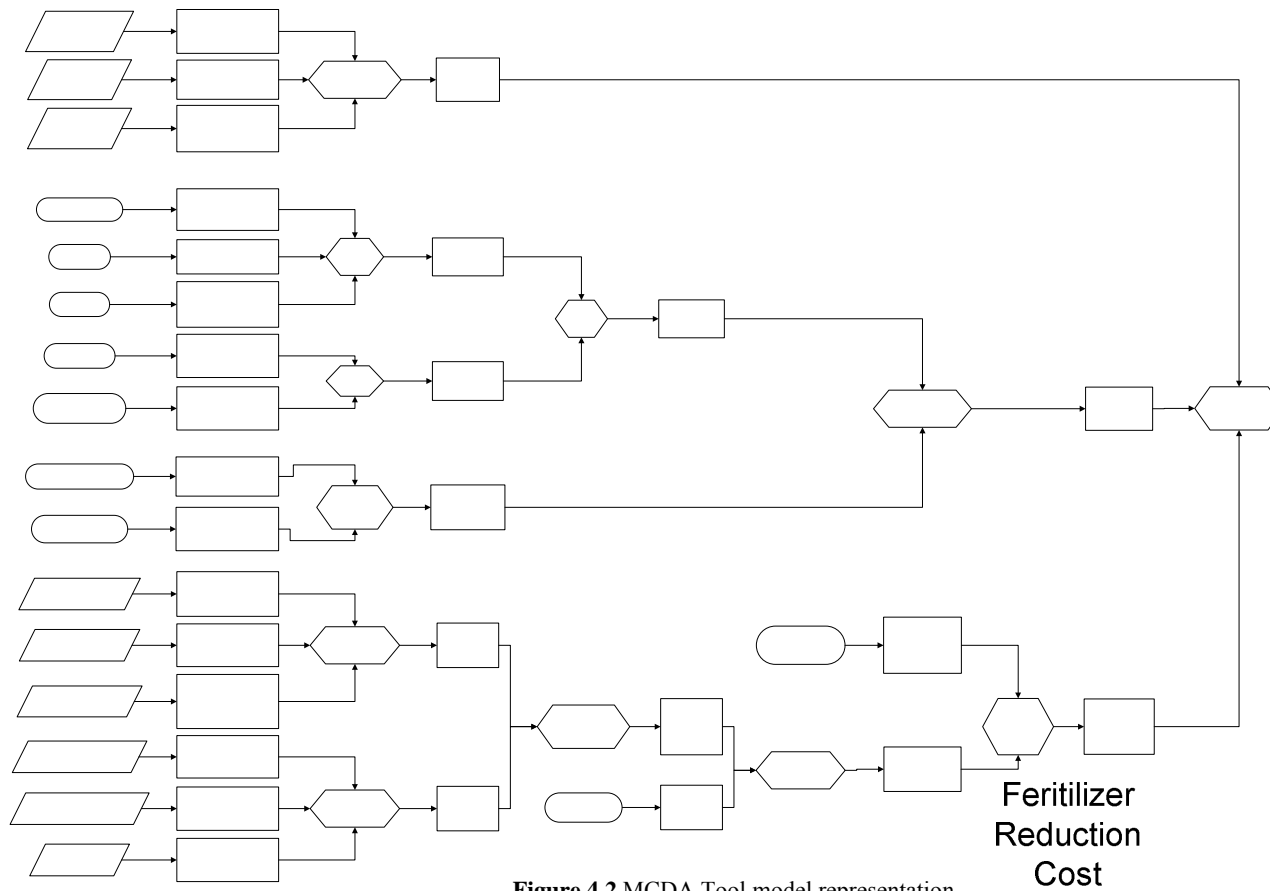 Feritilizer
Reduction
Cost
Figure 4.2 MCDA Tool model representation